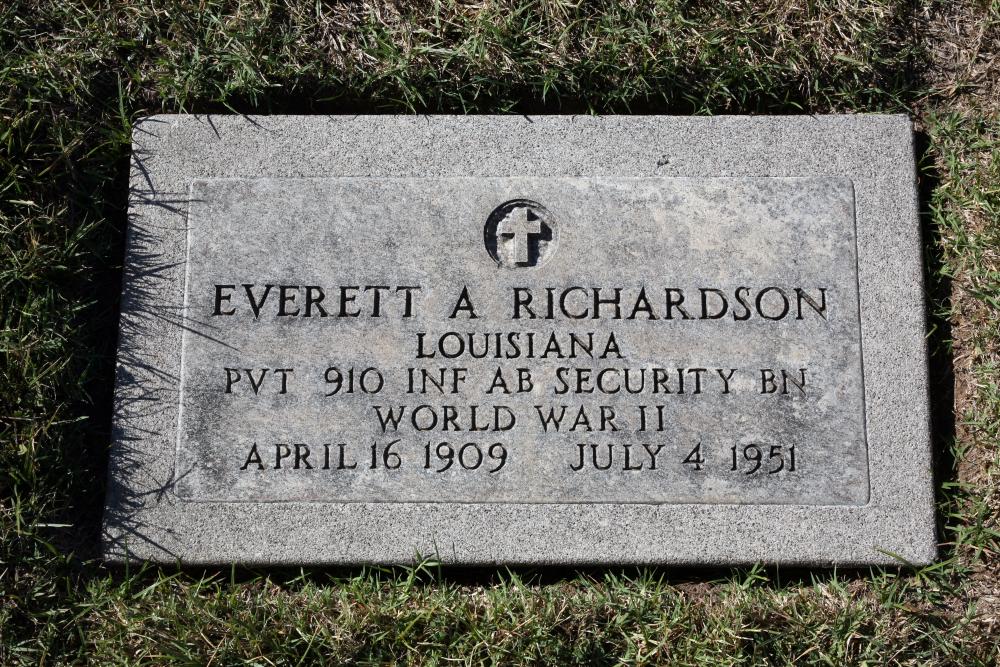 EVERETT A RICHARDSON
LOUISIANA
PVT 910 INF AB SECURITY BN
WORLD WAR II
APRIL 16 1909 JULY 4 1951